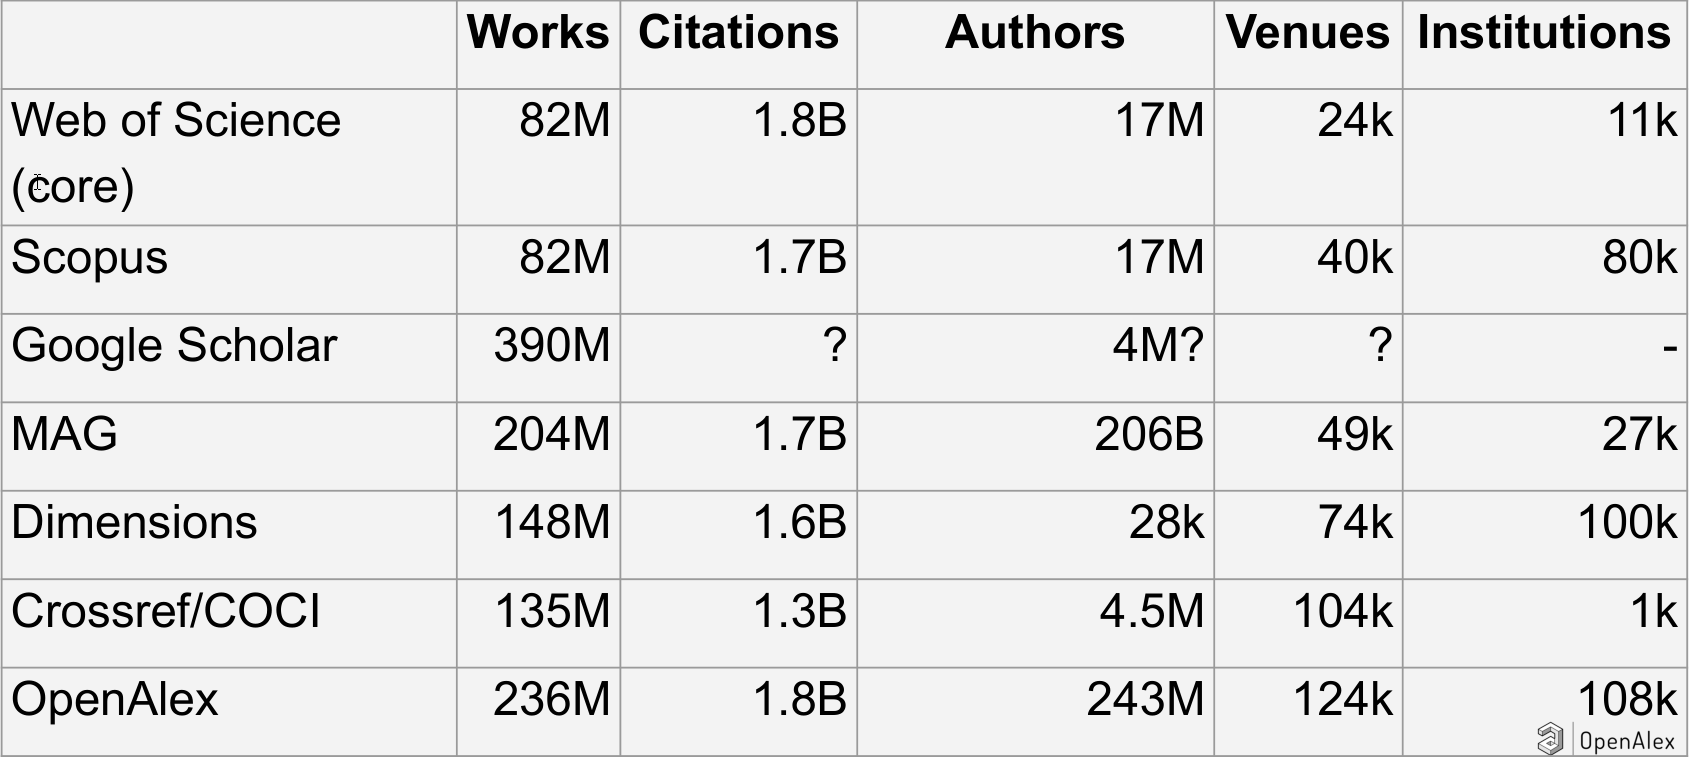 Works Citations Authors Venues Institutions
Web of Science (core) 82M 1.8B 17M 24k 11k
Scopus 82M 1.7B 17M 40k 80k
Google Scholar 390M ? 4M? ? -
MAG 204M 1.7B 206B 49k 27k
Dimensions 148M 1.6B 28k 74k 100k
Crossref/COCI 135M 1.3B 4.5M 104k 1k
OpenAlex 236M 1.8B 243M 124k 108k
OpenAlex